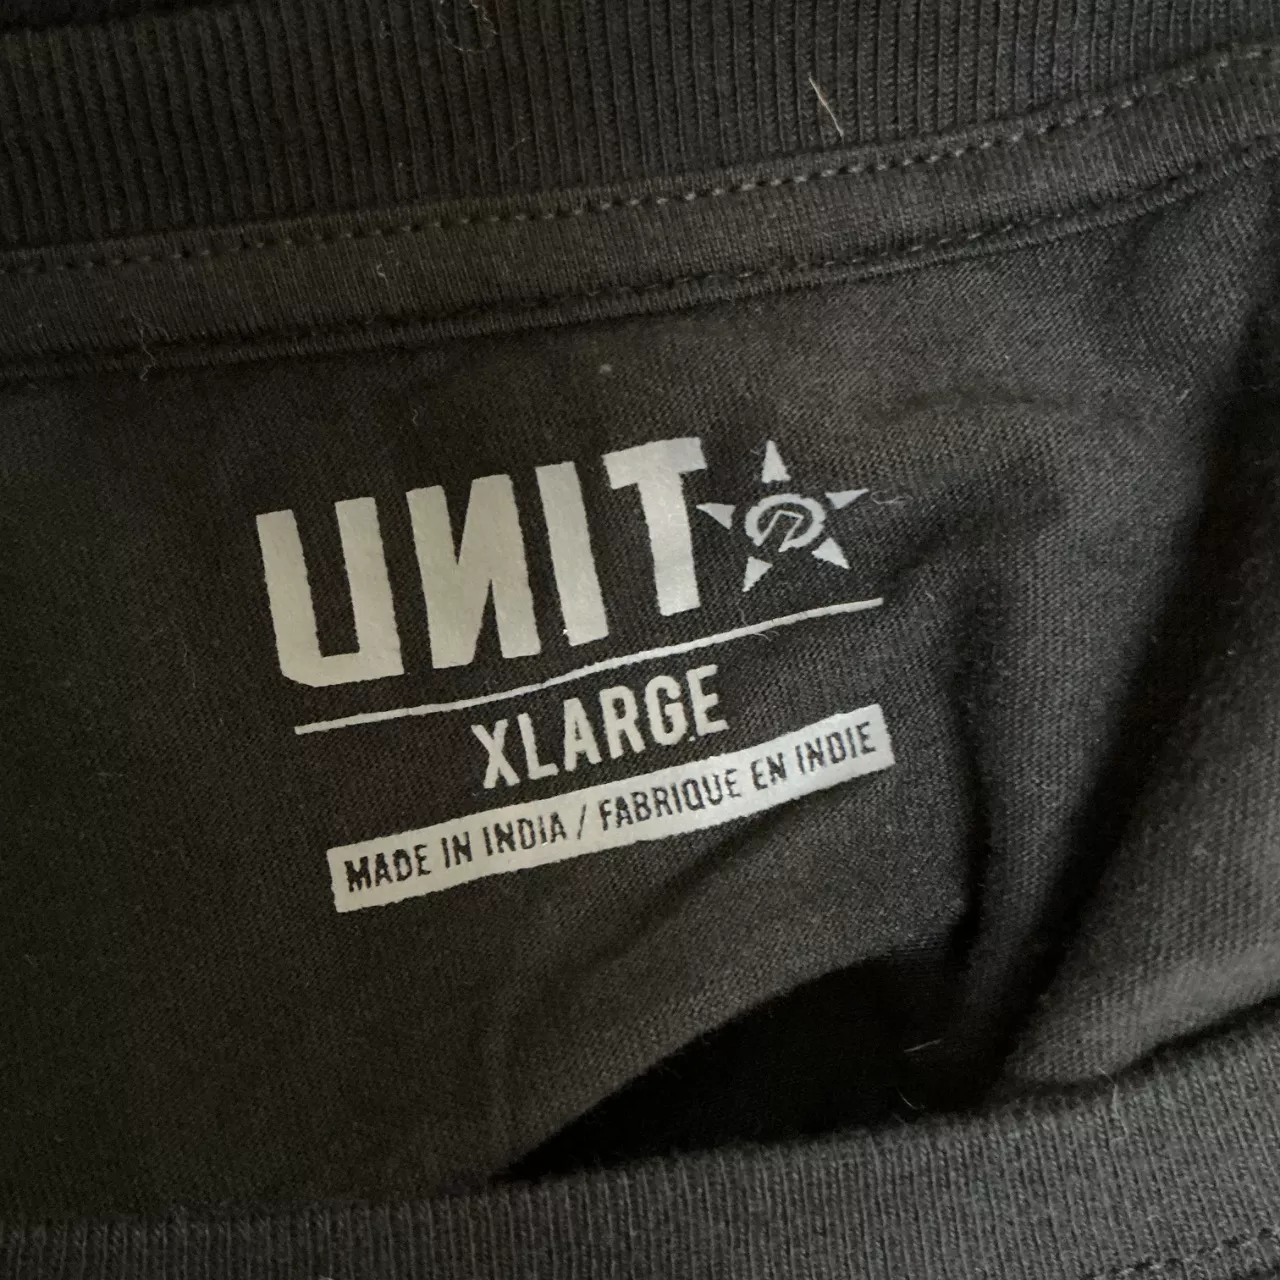 UNIT
XLARGE
MADE IN INDIA / FABRIQUE EN INDIE